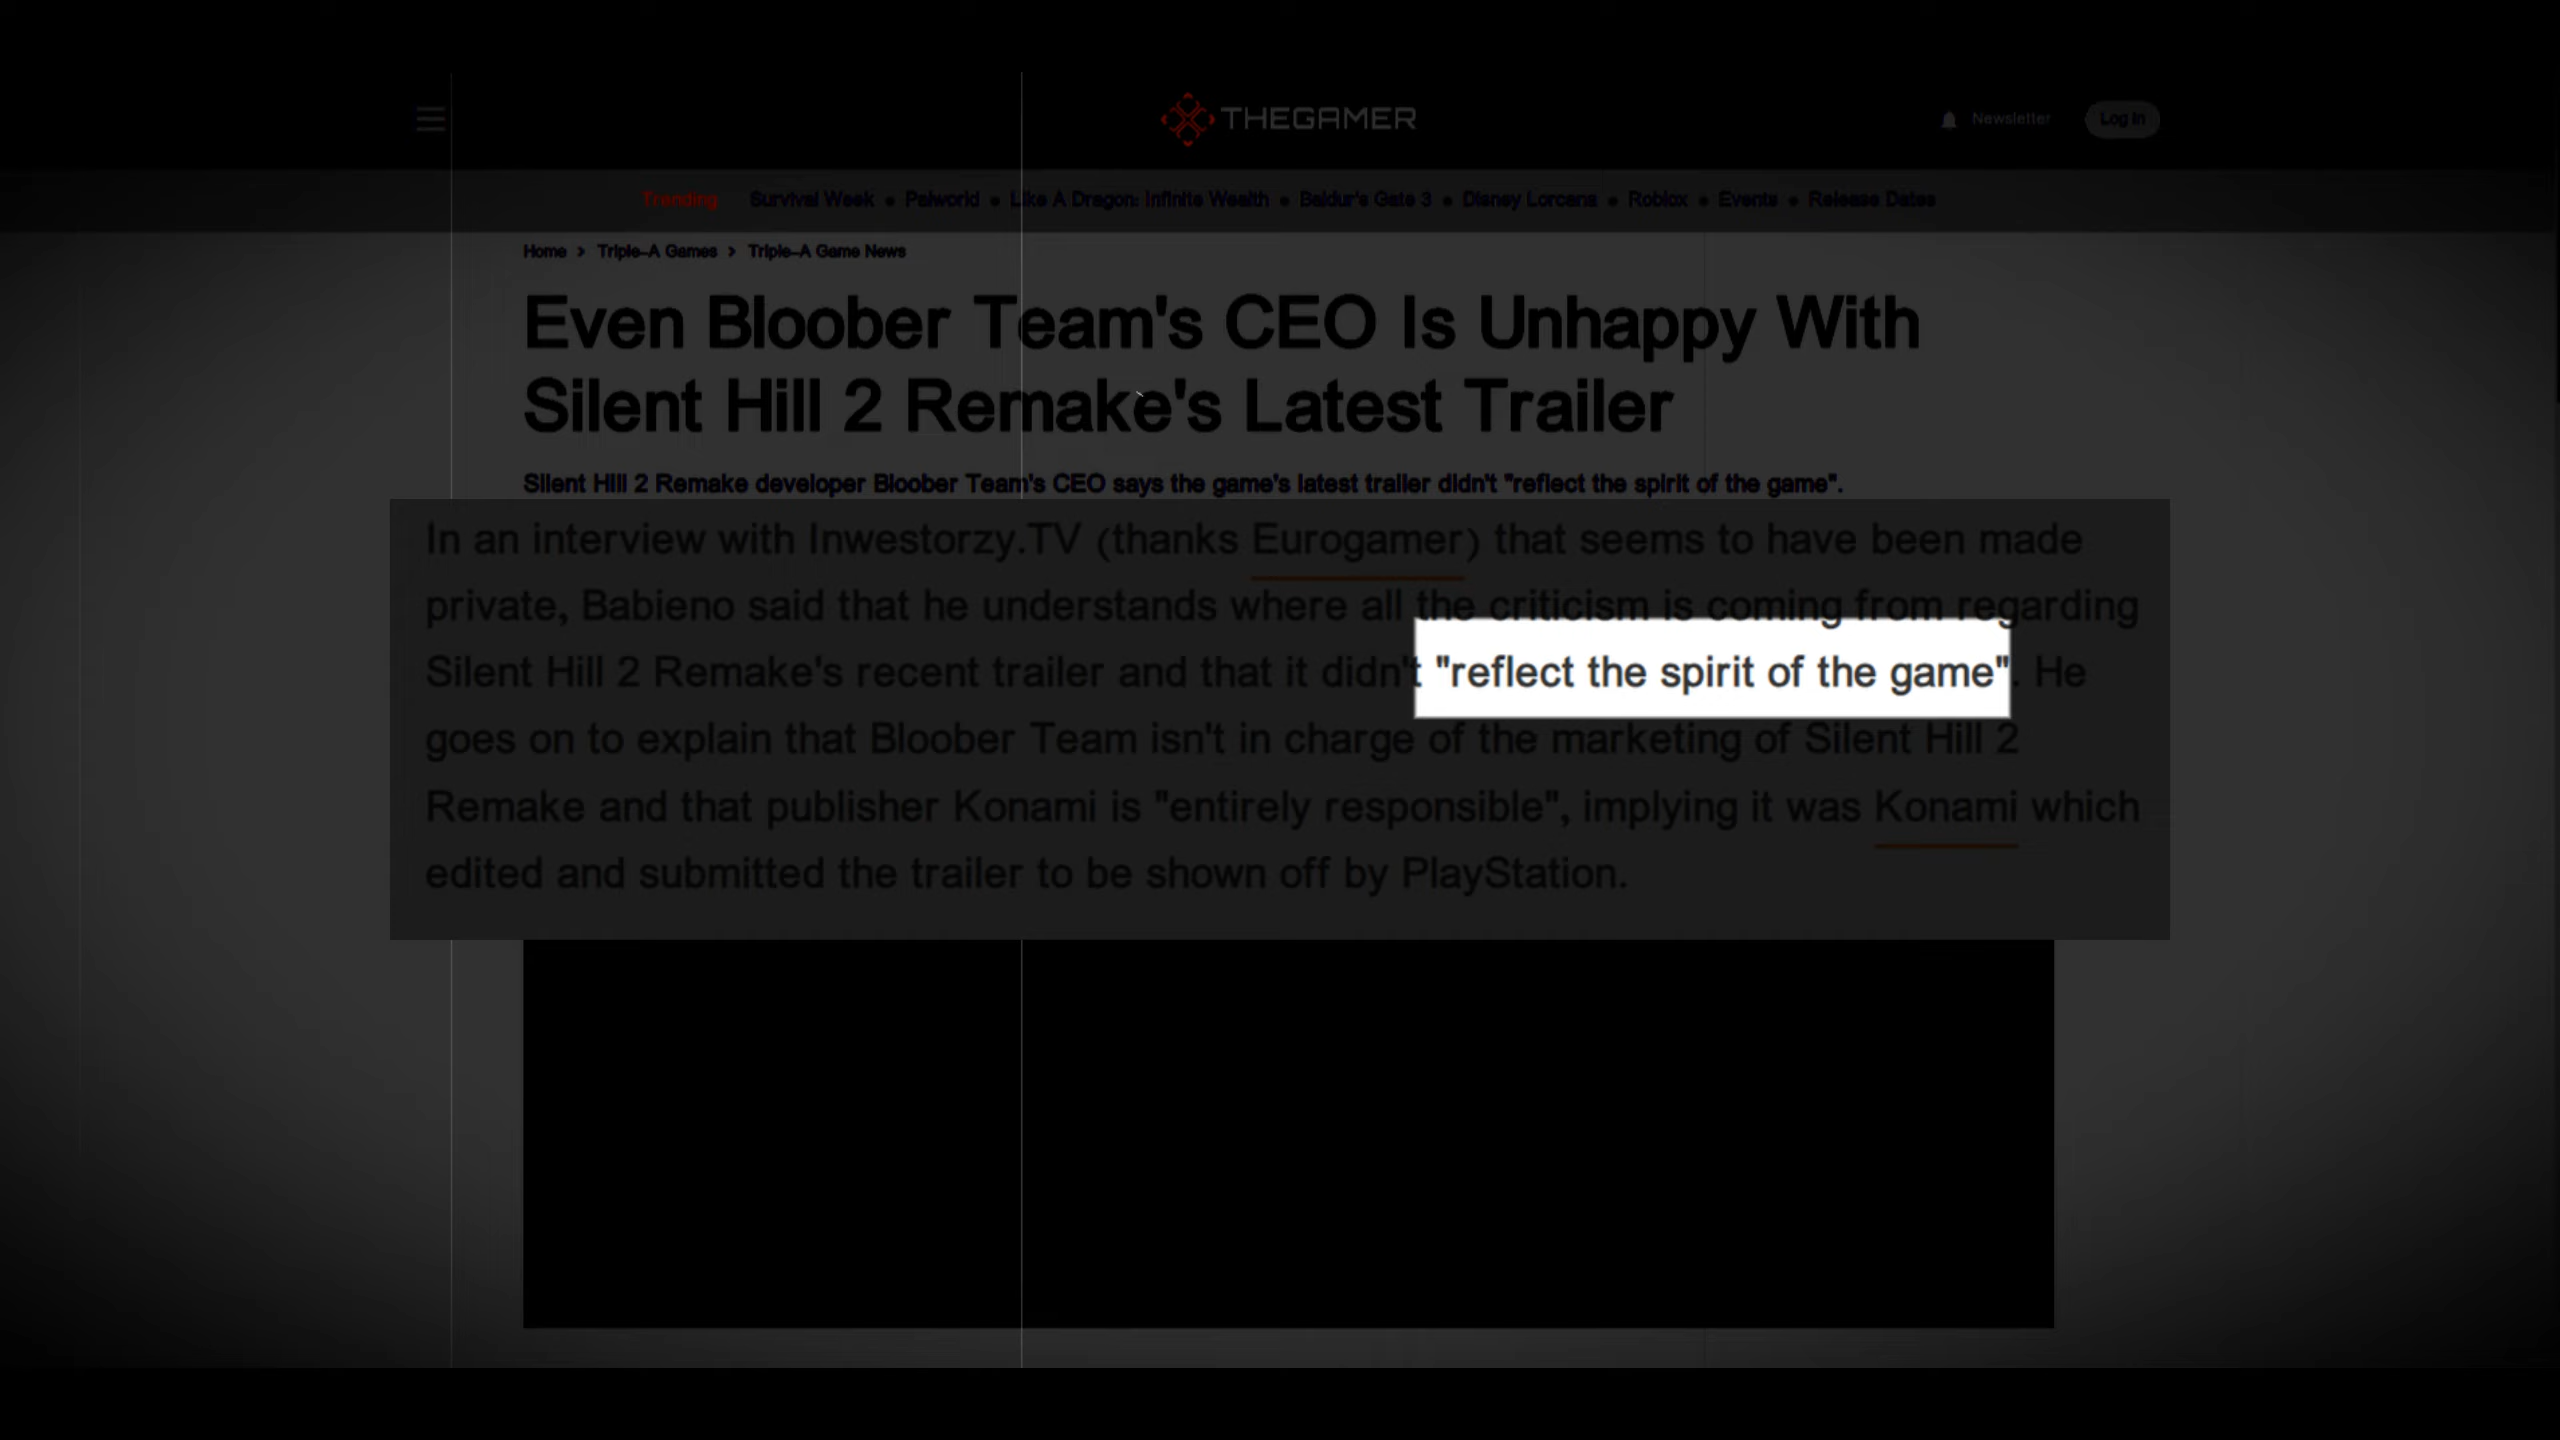 THEGAMER
Newsletter
Log In
Trending Survival Week • Palworld • Like A Dragon: Infinite Wealth • Baldur's Gate 3 • Disney Lorcana • Roblox • Events • Release Dates
Home > Triple-A Games > Triple-A Game News
Even Bloober Team's CEO Is Unhappy With
Silent Hill 2 Remake's Latest Trailer
Silent Hill 2 Remake developer Bloober Team's CEO says the game's latest trailer didn't "reflect the spirit of the game".
In an interview with Inwestorzy.TV (thanks Eurogamer) that seems to have been made
private, Babieno said that he understands where all the criticism is coming from regarding
Silent Hill 2 Remake's recent trailer and that it didn't "reflect the spirit of the game". He
goes on to explain that Bloober Team isn't in charge of the marketing of Silent Hill 2
Remake and that publisher Konami is "entirely responsible", implying it was Konami which
edited and submitted the trailer to be shown off by PlayStation.